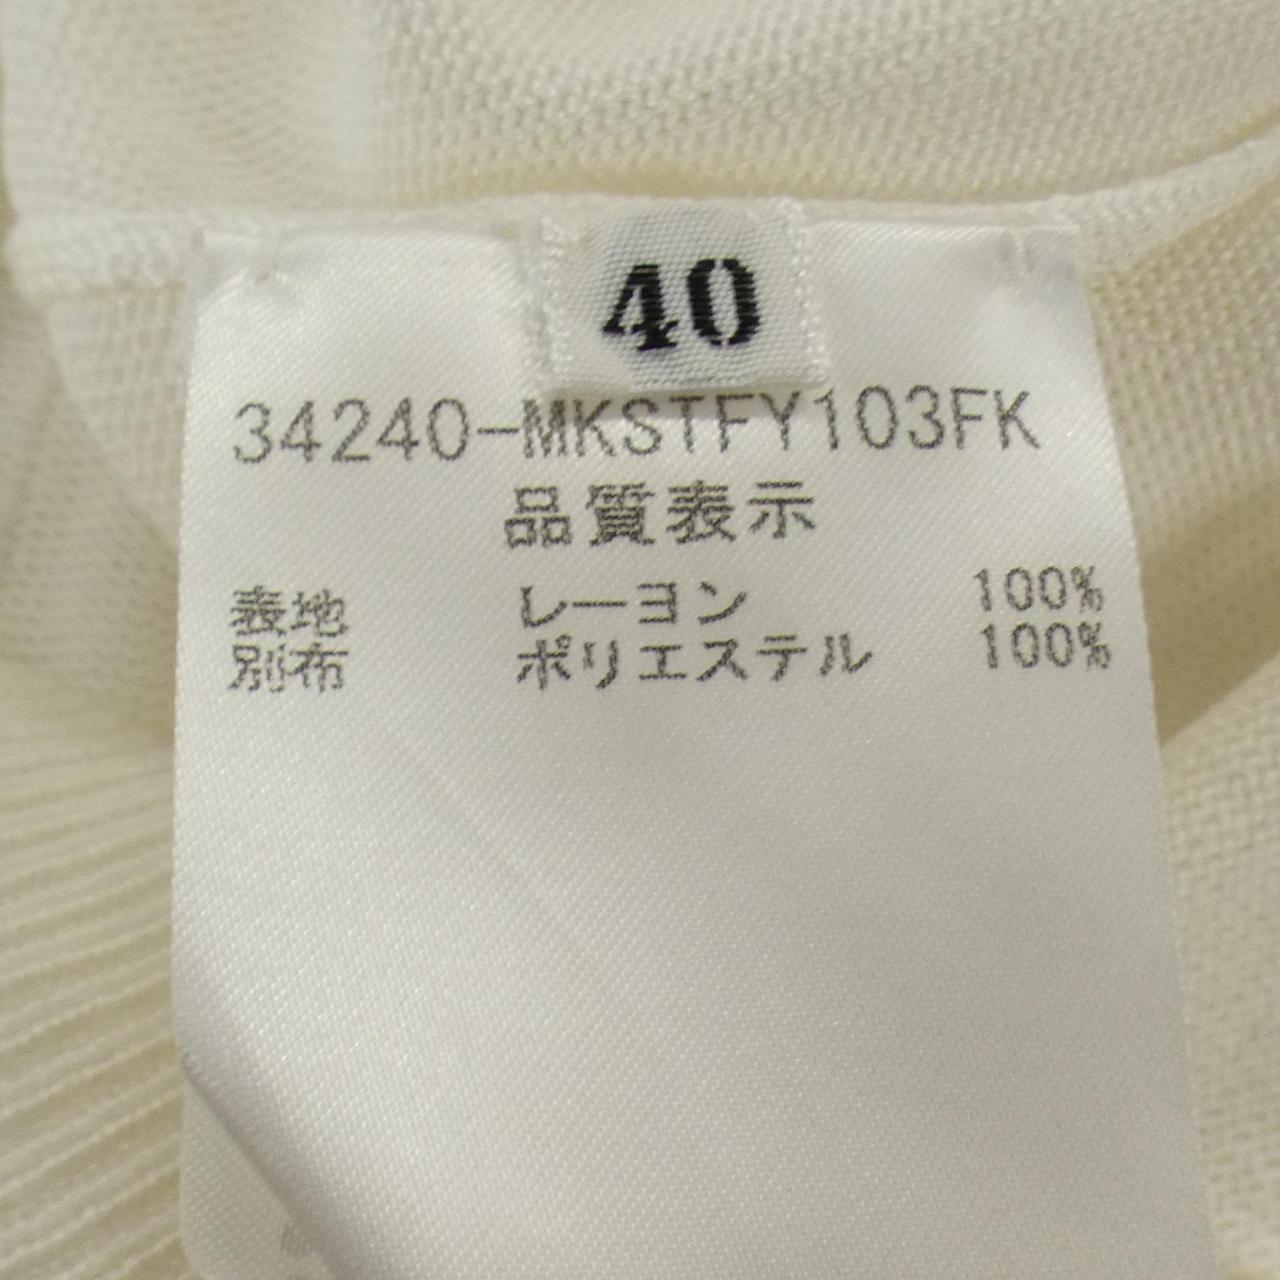 40
34240-MKSTFY103FK
品質表示
表地 レーヨン 100%
別布 ポリエステル 100%